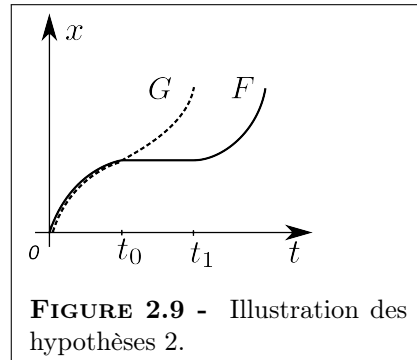 x
G F
0 t₀ t₁ t
FIGURE 2.9 - Illustration des
hypothèses 2.